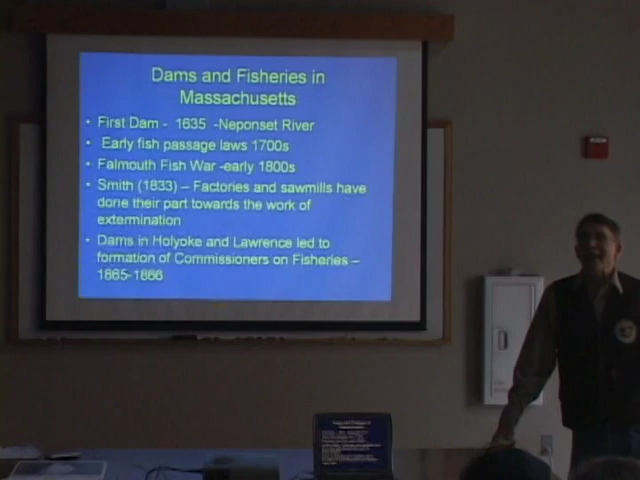 Dams and Fisheries in
Massachusetts
• First Dam - 1635 -Neponset River
• Early fish passage laws 1700s
• Falmouth Fish War -early 1800s
• Smith (1833) – Factories and sawmills have
done their part towards the work of
extermination
• Dams in Holyoke and Lawrence led to
formation of Commissioners on Fisheries –
1865-1866